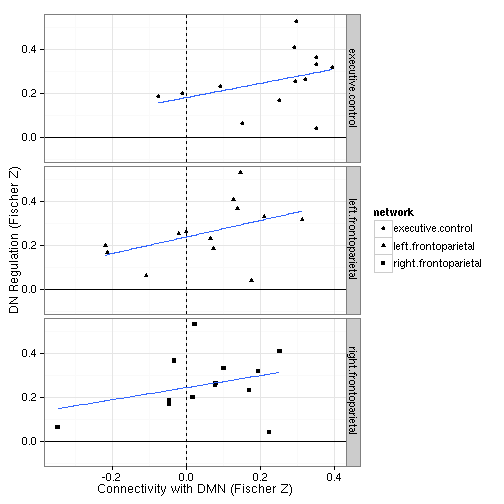 0.4
0.2
0.0
executive.control
0.4
0.2
0.0
left.frontoparietal
0.4
0.2
0.0
right.frontoparietal
-0.2
0.0
0.2
0.4
Connectivity with DMN (Fischer Z)
DN Regulation (Fischer Z)
network
executive.control
left.frontoparietal
right.frontoparietal